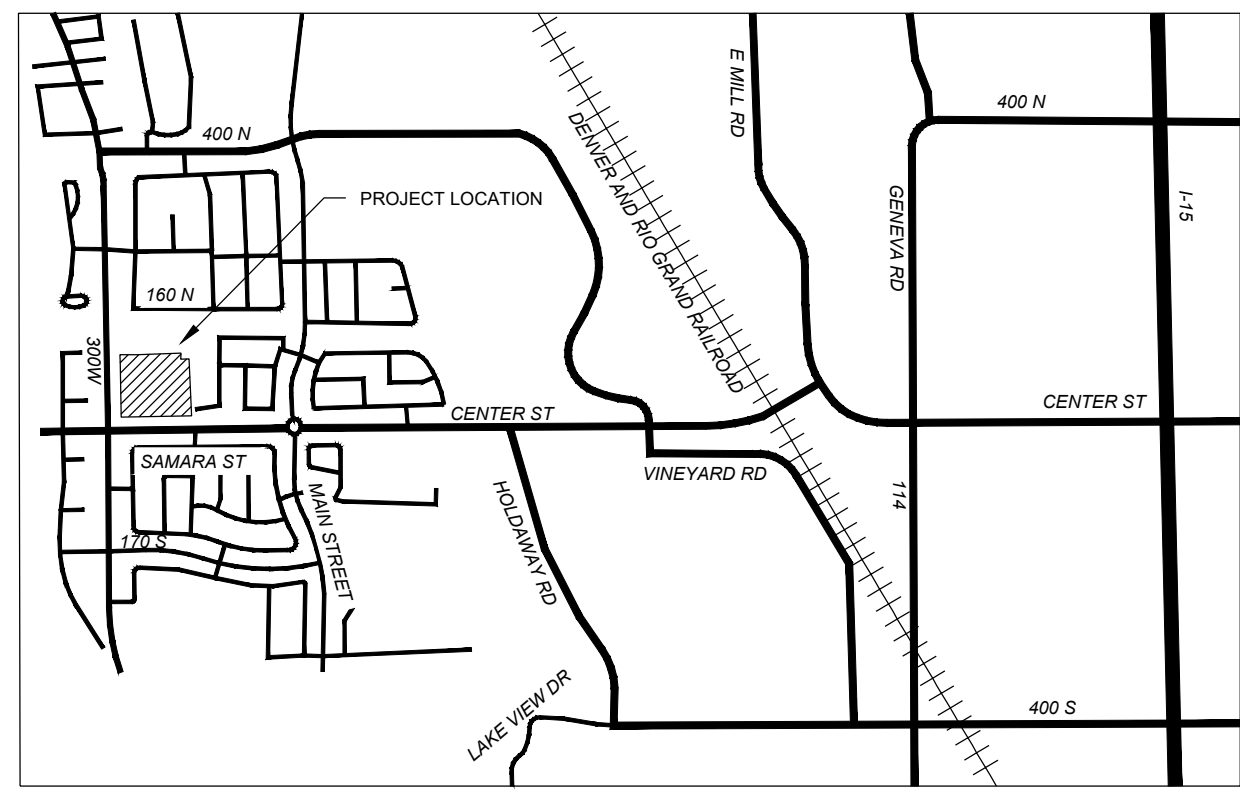 400 N
E MILL RD
400 N
DENVER AND RIO GRAND RAILROAD
PROJECT LOCATION
GENEVA RD
I-15
160 N
300W
CENTER ST
CENTER ST
SAMARA ST
VINEYARD RD
MAIN STREET
HOLDAWAY RD
114
170 S
LAKE VIEW DR
400 S